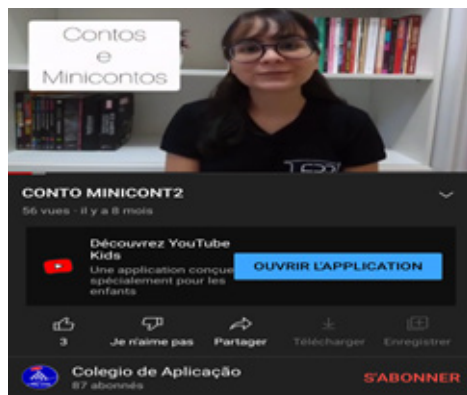 Contos
e
Minicontos
CONTO MINICONT2
56 vues · il y a 8 mois
Découvrez YouTube
Kids
Une application conçue
spécialement pour les
enfants
OUVRIR L'APPLICATION
3
Je n'aime pas
Partager
Télécharger
Enregistrer
Colegio de Aplicação
87 abonnés
S'ABONNER